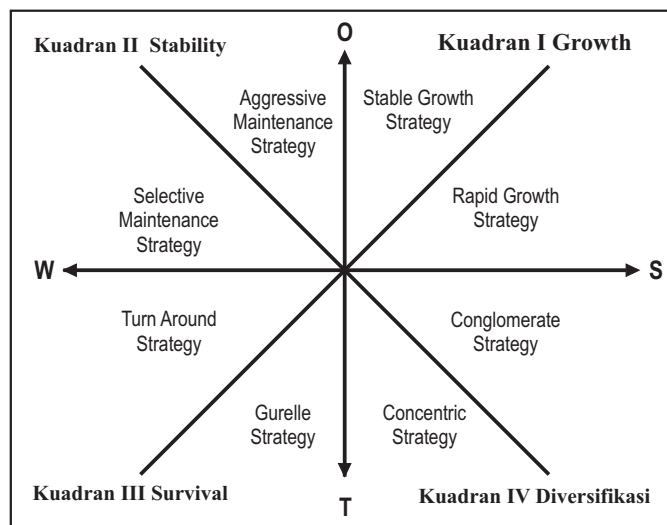 Kuadran II Stability
O
Kuadran I Growth
Aggressive
Maintenance
Strategy
Stable Growth
Strategy
Selective
Maintenance
Strategy
Rapid Growth
Strategy
W
S
Turn Around
Strategy
Conglomerate
Strategy
Gurelle
Strategy
Concentric
Strategy
Kuadran III Survival
T
Kuadran IV Diversifikasi